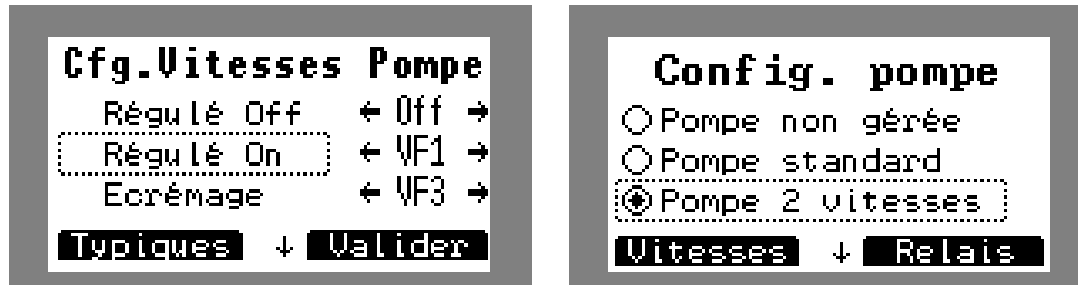 Cfg.Vitesses Pompe
Régulé Off ← Off →
Régulé On ← VF1 →
Ecrémage ← VF3 →
Typiques ↓ Valider
Config. pompe
Pompe non gérée
Pompe standard
Pompe 2 vitesses
Vitesses ↓ Relais